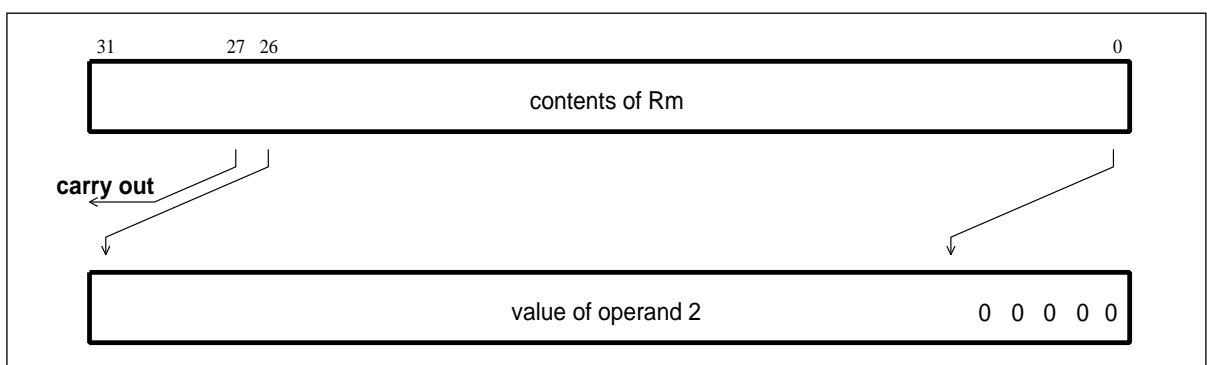 31 27 26 0
contents of Rm
carry out
value of operand 2 0 0 0 0 0